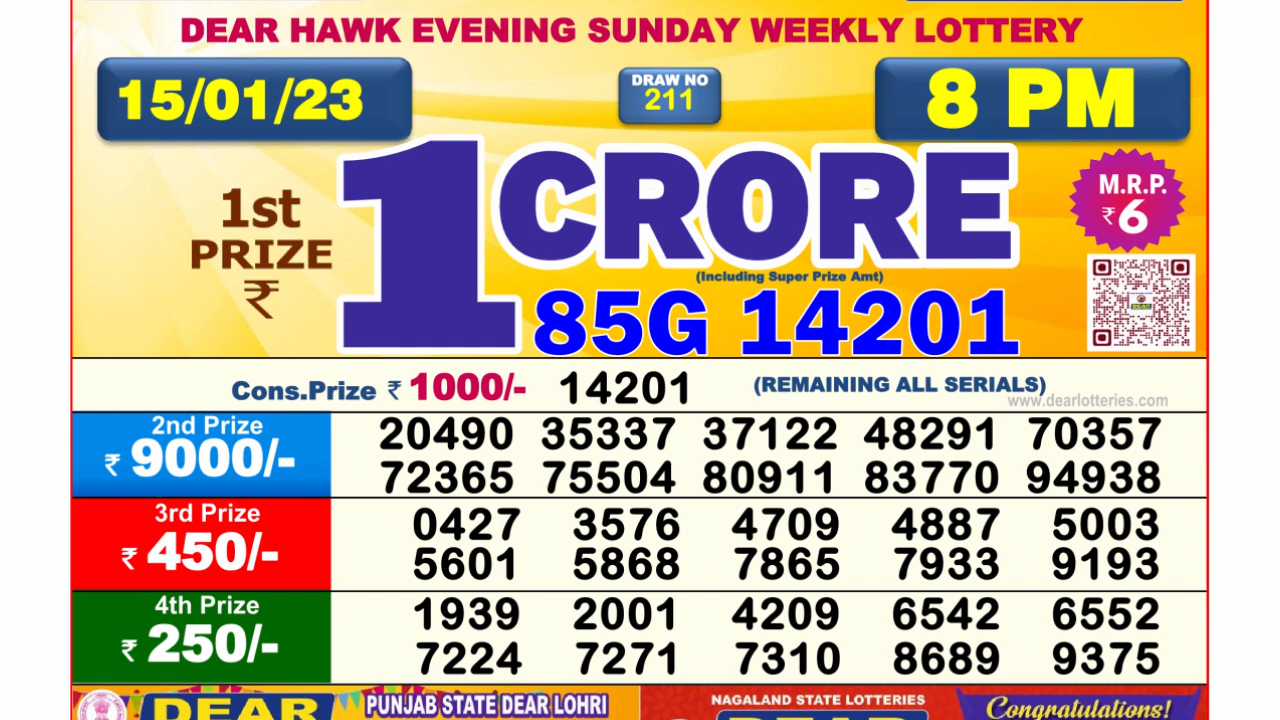 DEAR HAWK EVENING SUNDAY WEEKLY LOTTERY
15/01/23
DRAW NO
211
8 PM
1st
PRIZE
₹
1 CRORE
(Including Super Prize Amt)
85G 14201
M.R.P.
₹ 6
Cons.Prize ₹ 1000/- 14201 (REMAINING ALL SERIALS)
www.dearlotteries.com
2nd Prize
₹ 9000/-
20490 35337 37122 48291 70357
72365 75504 80911 83770 94938
3rd Prize
₹ 450/-
0427 3576 4709 4887 5003
5601 5868 7865 7933 9193
4th Prize
₹ 250/-
1939 2001 4209 6542 6552
7224 7271 7310 8689 9375
DEAR
PUNJAB STATE DEAR LOHRI
NAGALAND STATE LOTTERIES
DEAR
Congratulations!